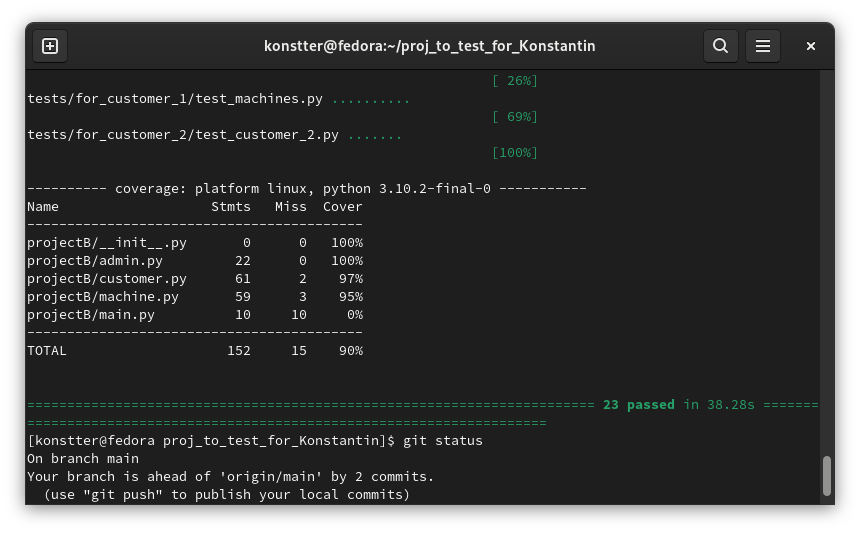 konstter@fedora:~/proj_to_test_for_Konstantin
[ 26%]
tests/for_customer_1/test_machines.py ..........
[ 69%]
tests/for_customer_2/test_customer_2.py .......
[100%]
---------- coverage: platform linux, python 3.10.2-final-0 -----------
Name                   Stmts   Miss  Cover
------------------------------------------
projectB/__init__.py       0      0   100%
projectB/admin.py         22      0   100%
projectB/customer.py      61      2    97%
projectB/machine.py       59      3    95%
projectB/main.py          10     10     0%
------------------------------------------
TOTAL                    152     15    90%
======================================================================= 23 passed in 38.28s =======
=================================================================
[konstter@fedora proj_to_test_for_Konstantin]$ git status
On branch main
Your branch is ahead of 'origin/main' by 2 commits.
  (use "git push" to publish your local commits)